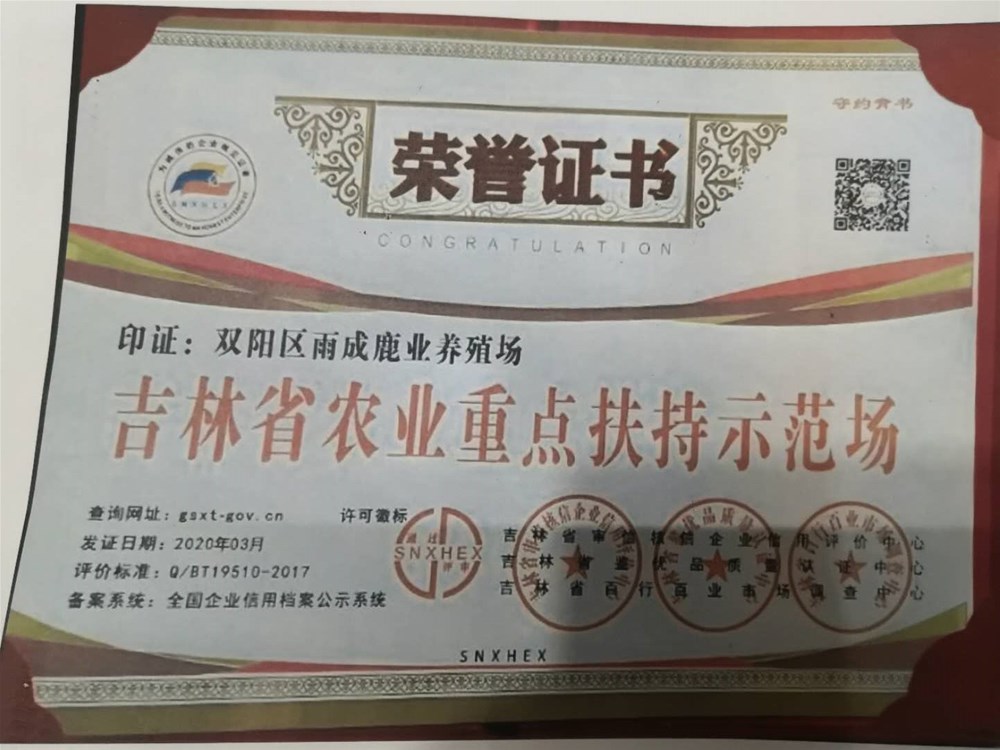 守约背书
荣誉证书
CONGRATULATION
印证：双阳区雨成鹿业养殖场
吉林省农业重点扶持示范场
查询网址：gsxt-gov.cn
许可徽标
发证日期：2020年03月
评价标准：Q/BT19510-2017
备案系统：全国企业信用档案公示系统
通过
SNXHEX
评审
吉林省审核信企业信用评价中心
吉林省鉴优品质量认证中心
吉林省百行百业市场调查中心
SNXHEX